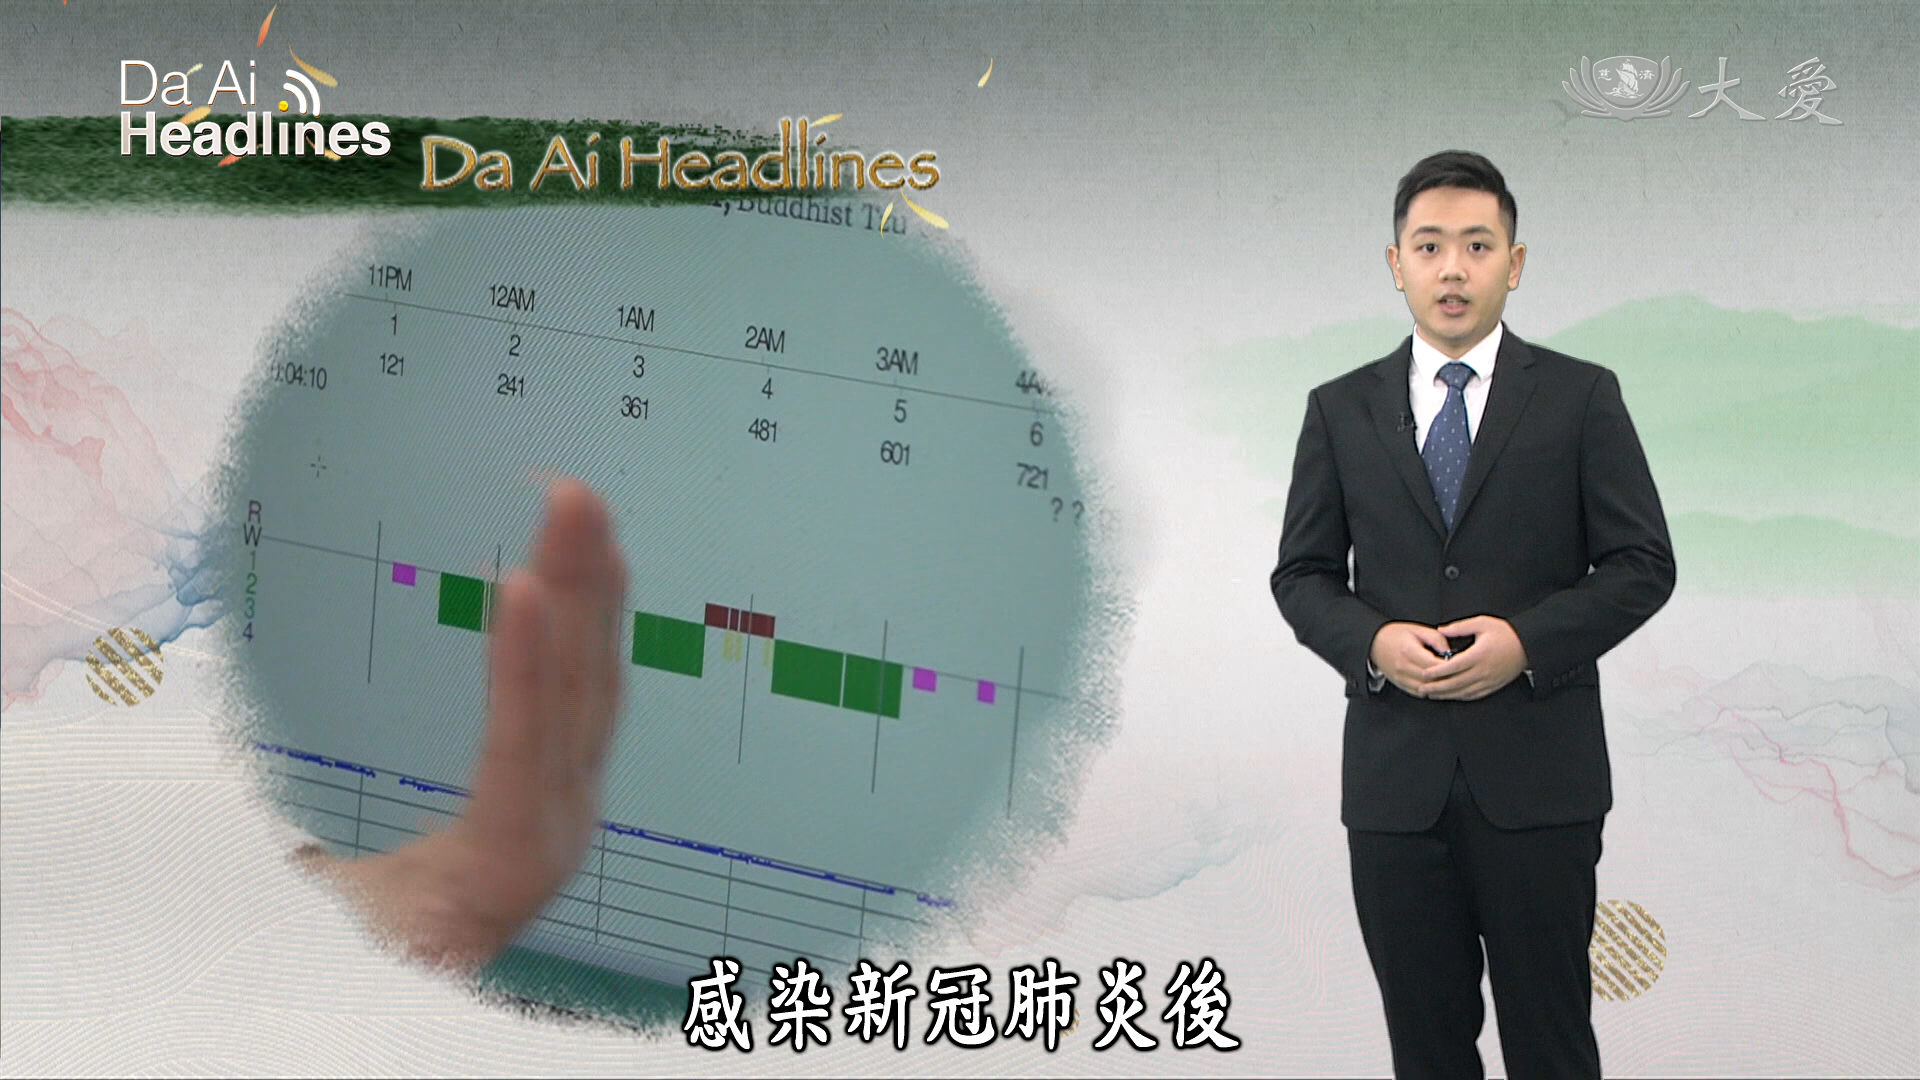 Da Ai
Headlines
Da Ai Headlines
慈濟
大愛
Buddhist Tzu
11PM 12AM 1AM 2AM 3AM
1 2 3 4 5 6
:04:10 121 241 361 481 601 721
? ?
R
W
1
2
3
4
感染新冠肺炎後